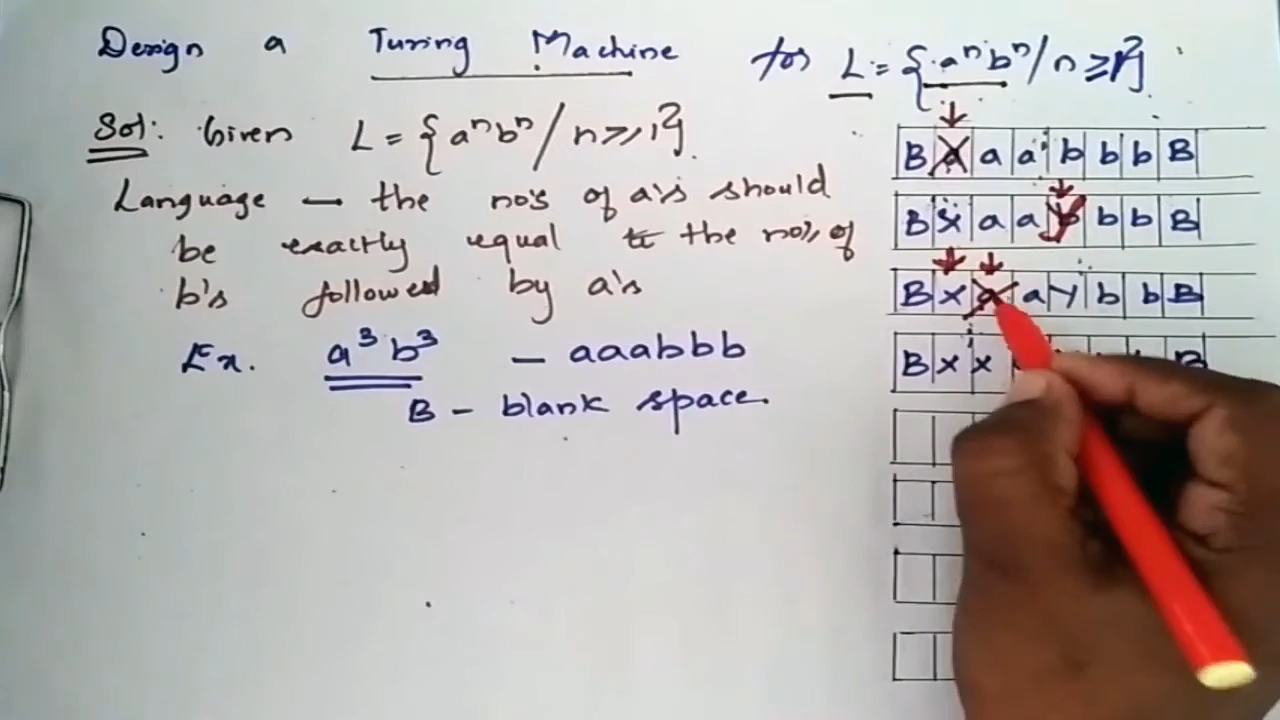 Design a Turing Machine for L = {aⁿbⁿ/n≥1}
Sol: Given L = {aⁿbⁿ/n≥1}
Language — the no's of a's should
be exactly equal to the no's of
b's followed by a's
Ex. a³b³ — aaabbb
B - blank space.
B a a a b b b B
B x a a b b b B
B x a a y b b B
B x x B